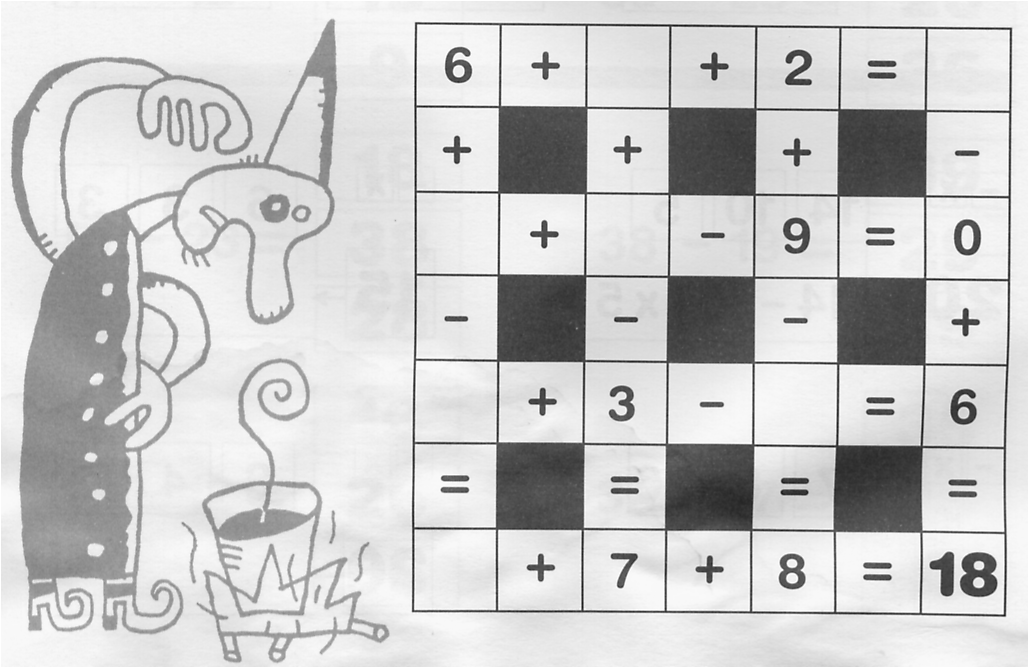 6 + + 2 =
+ + + -
+ - 9 = 0
- - - +
+ 3 - = 6
= = = =
+ 7 + 8 = 18